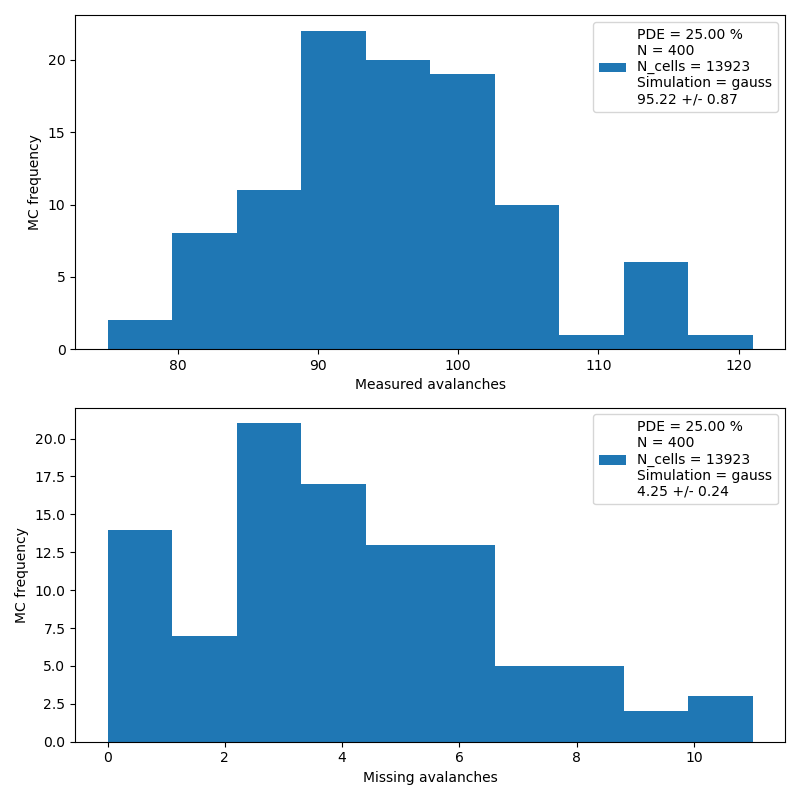 PDE = 25.00 %
N = 400
N_cells = 13923
Simulation = gauss
95.22 +/- 0.87
MC frequency
20
15
10
5
0
80 90 100 110 120
Measured avalanches
PDE = 25.00 %
N = 400
N_cells = 13923
Simulation = gauss
4.25 +/- 0.24
MC frequency
20.0
17.5
15.0
12.5
10.0
7.5
5.0
2.5
0.0
0 2 4 6 8 10
Missing avalanches